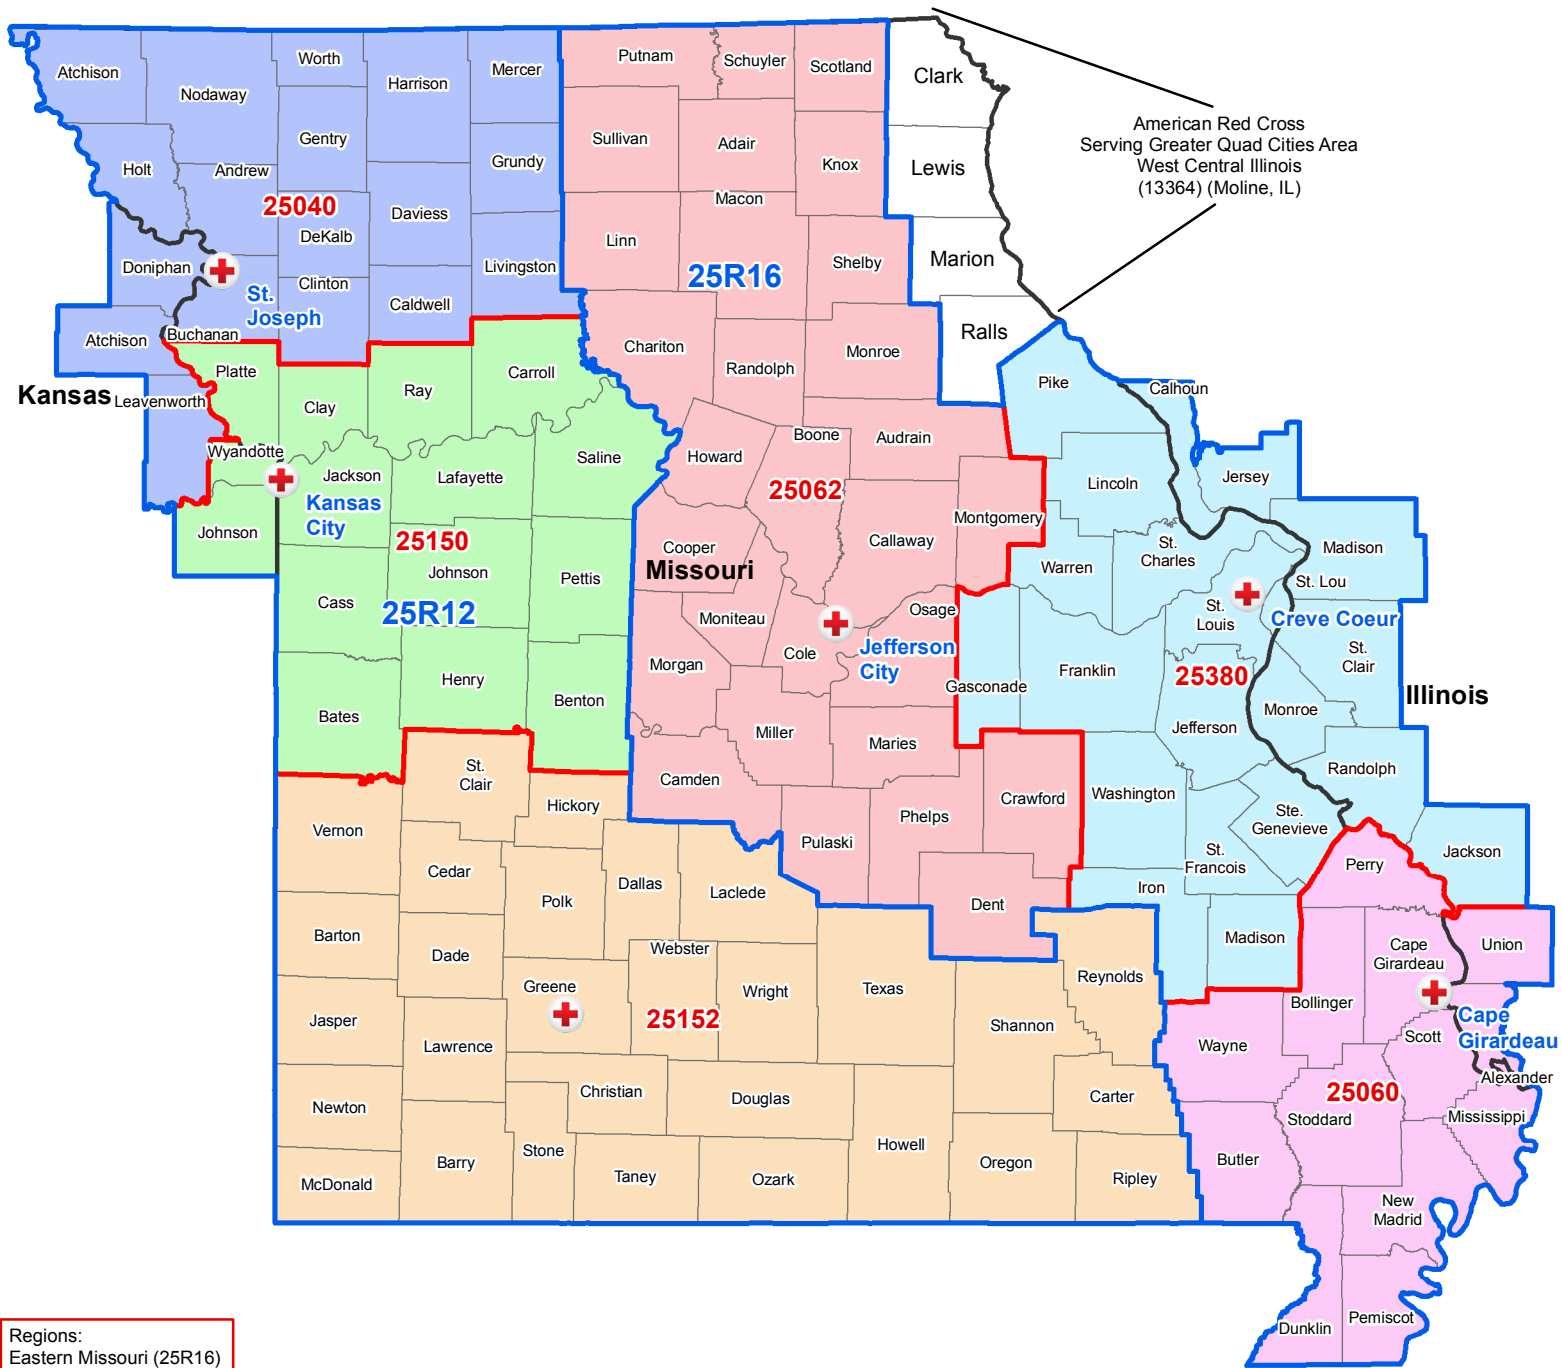 Atchison
Nodaway
Worth
Harrison
Mercer
Putnam
Schuyler
Scotland
Clark
Holt
Andrew
Gentry
Grundy
Sullivan
Adair
Knox
Lewis
American Red Cross
Serving Greater Quad Cities Area
West Central Illinois
(13364) (Moline, IL)
25040
DeKalb
Daviess
Macon
Linn
25R16
Shelby
Marion
Doniphan
St.
Joseph
Clinton
Livingston
Caldwell
Atchison
Buchanan
Chariton
Randolph
Monroe
Ralls
Kansas
Leavenworth
Platte
Clay
Ray
Carroll
Pike
Calhoun
Wyandotte
Jackson
Kansas
City
Lafayette
Saline
Howard
Boone
Audrain
25062
Lincoln
Jersey
Johnson
25150
Johnson
Pettis
Cooper
Missouri
Callaway
Montgomery
Warren
St.
Charles
Madison
St. Lou
Cass
25R12
Moniteau
Osage
St.
Louis
Creve Coeur
Morgan
Cole
Jefferson
City
Gasconade
Franklin
25380
St.
Clair
Illinois
Bates
Henry
Benton
Miller
Maries
Jefferson
Monroe
St.
Clair
Hickory
Camden
Crawford
Washington
Randolph
Vernon
Pulaski
Phelps
Ste.
Genevieve
Jackson
Cedar
Polk
Dallas
Laclede
Dent
Iron
St.
Francois
Perry
Barton
Dade
Webster
Madison
Cape
Girardeau
Union
Greene
Wright
Texas
Reynolds
Bollinger
Jasper
Lawrence
25152
Shannon
Wayne
Scott
Cape
Girardeau
Newton
Christian
Douglas
Carter
25060
Alexander
Stoddard
Mississippi
McDonald
Barry
Stone
Taney
Ozark
Howell
Oregon
Ripley
Butler
New
Madrid
Dunklin
Pemiscot
Regions:
Eastern Missouri (25R16)